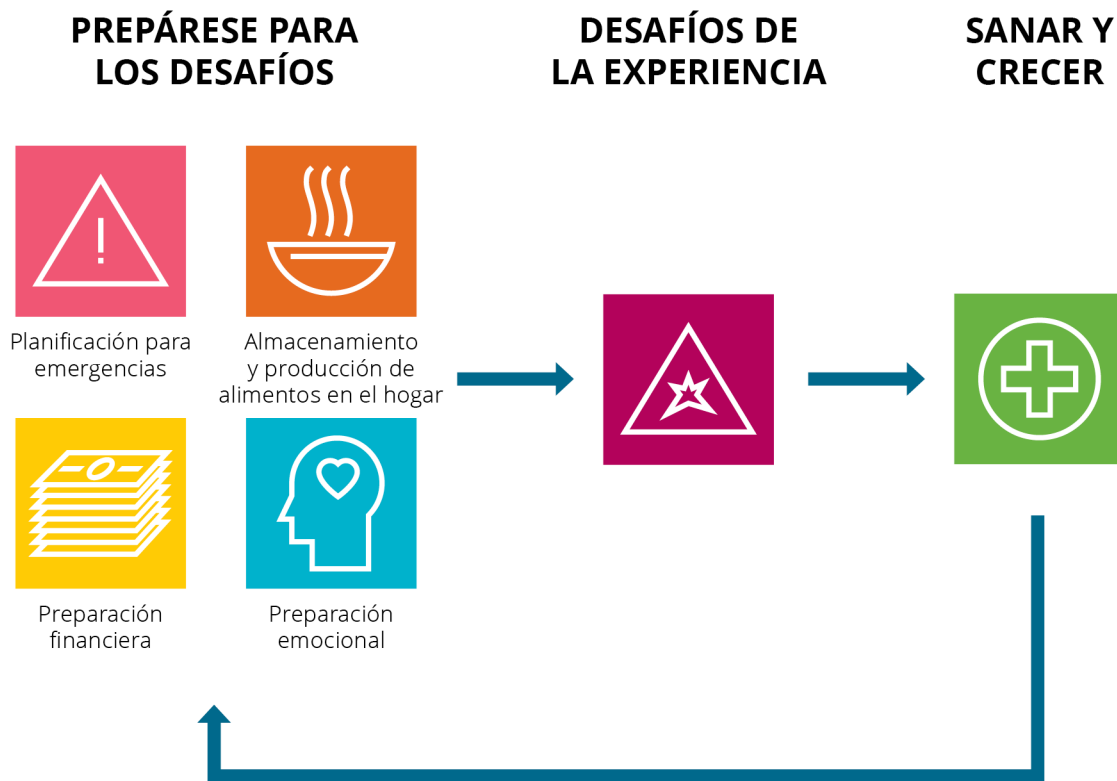 PREPÁRESE PARA
LOS DESAFÍOS
DESAFÍOS DE
LA EXPERIENCIA
SANAR Y
CRECER
!
Planificación para
emergencias
Almacenamiento
y producción de
alimentos en el hogar
Preparación
financiera
Preparación
emocional